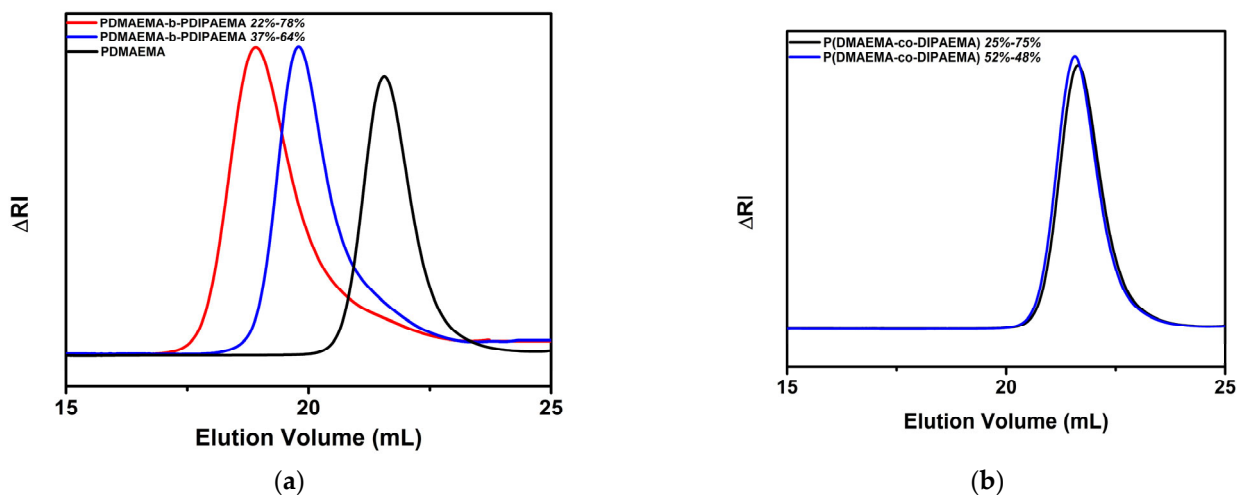 PDMAEMA-b-PDIPAEMA 22%-78%
PDMAEMA-b-PDIPAEMA 37%-64%
PDMAEMA
ΔRI
15
20
25
Elution Volume (mL)
(a)
P(DMAEMA-co-DIPAEMA) 25%-75%
P(DMAEMA-co-DIPAEMA) 52%-48%
ΔRI
15
20
25
Elution Volume (mL)
(b)